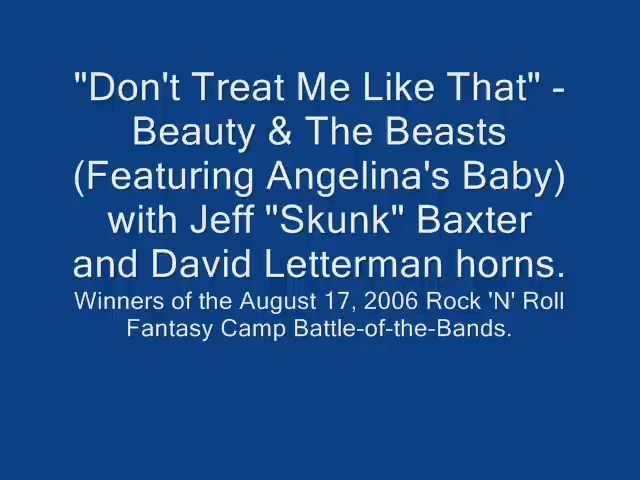 "Don't Treat Me Like That" -
Beauty & The Beasts
(Featuring Angelina's Baby)
with Jeff "Skunk" Baxter
and David Letterman horns.
Winners of the August 17, 2006 Rock 'N' Roll
Fantasy Camp Battle-of-the-Bands.